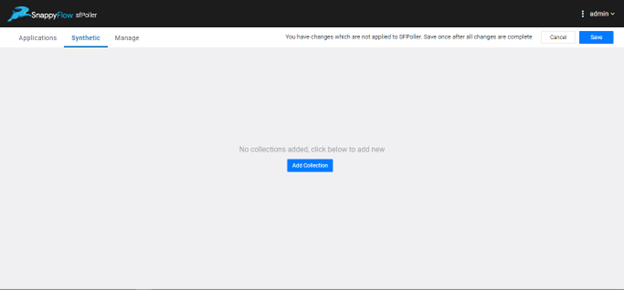 SnappyFlow sfPoller
admin
Applications
Synthetic
Manage
You have changes which are not applied to SFPoller. Save once after all changes are complete
Cancel
Save
No collections added, click below to add new
Add Collection